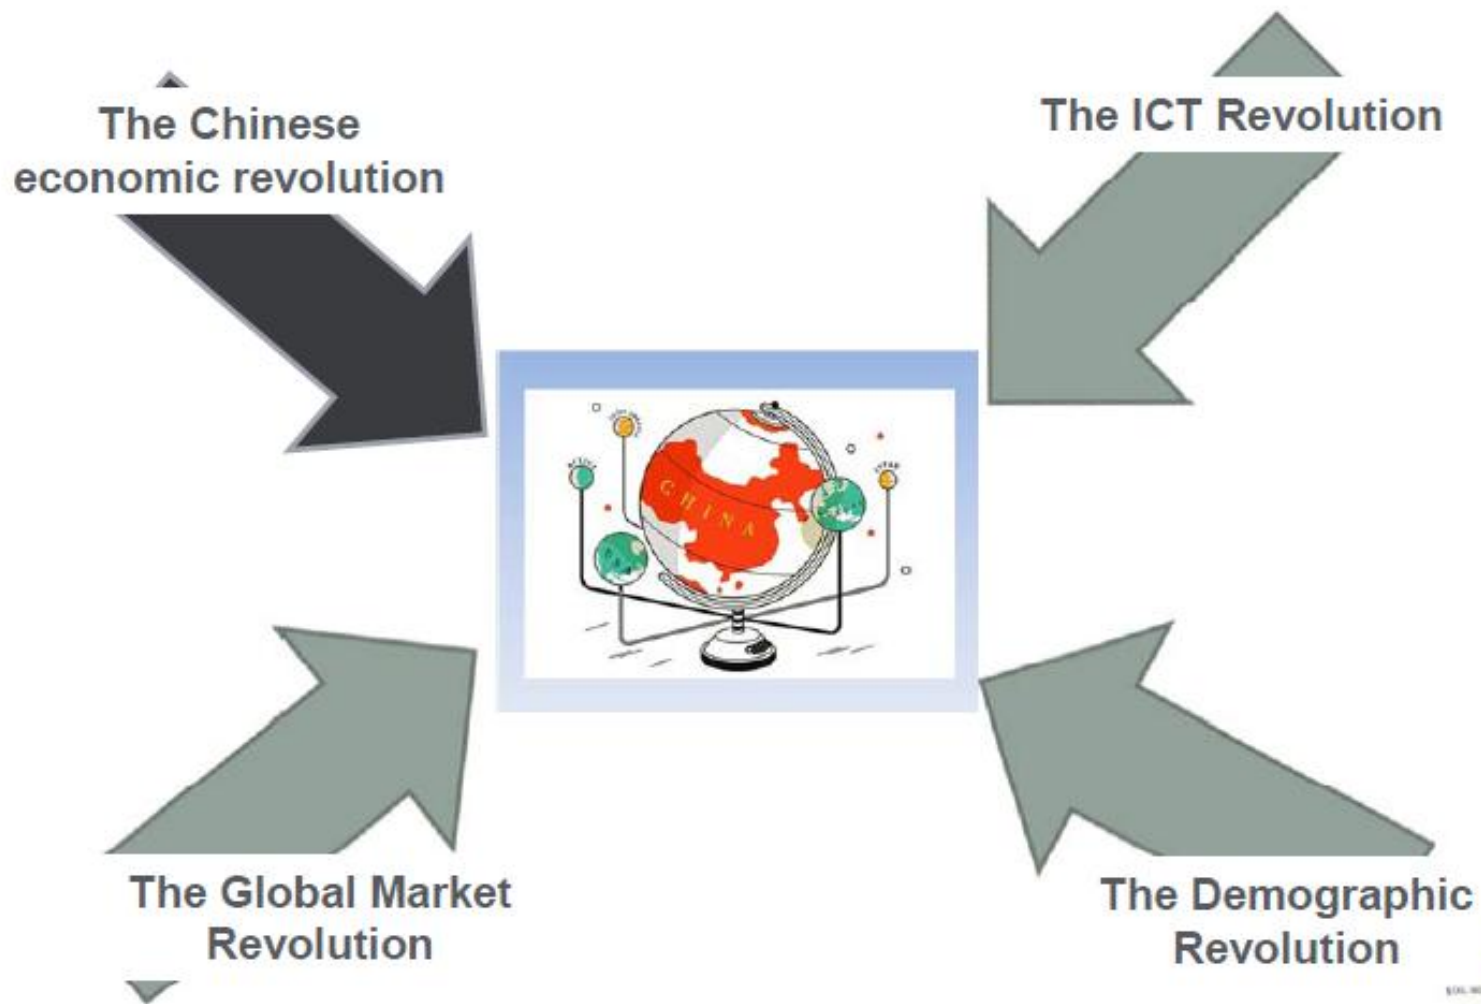 The Chinese
economic revolution
The ICT Revolution
CHINA
The Global Market
Revolution
The Demographic
Revolution